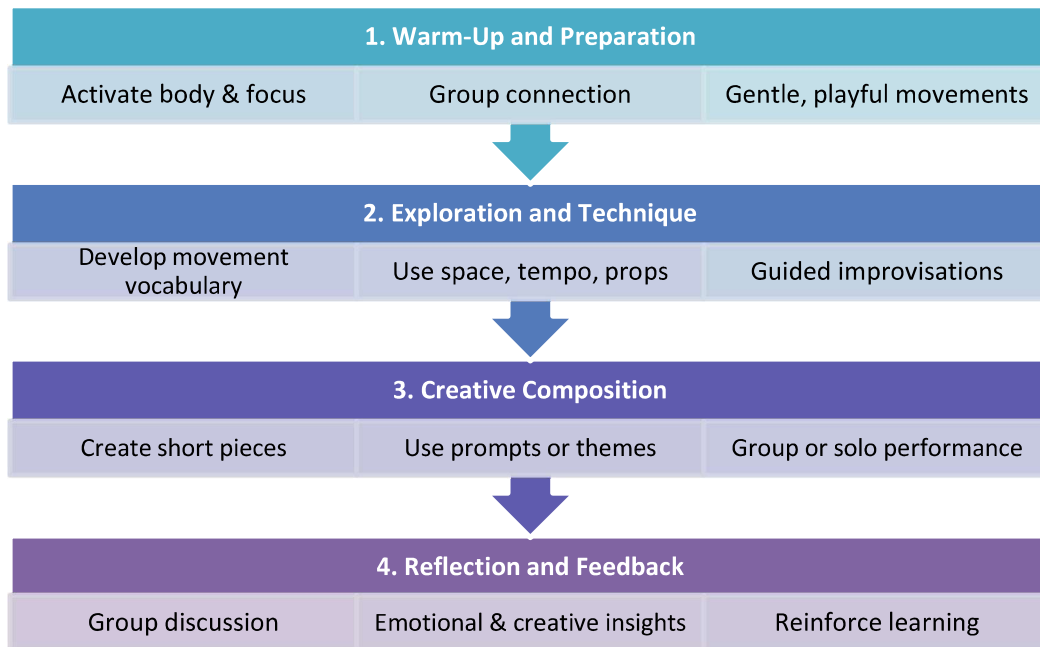 1. Warm-Up and Preparation
Activate body & focus
Group connection
Gentle, playful movements
2. Exploration and Technique
Develop movement
vocabulary
Use space, tempo, props
Guided improvisations
3. Creative Composition
Create short pieces
Use prompts or themes
Group or solo performance
4. Reflection and Feedback
Group discussion
Emotional & creative insights
Reinforce learning